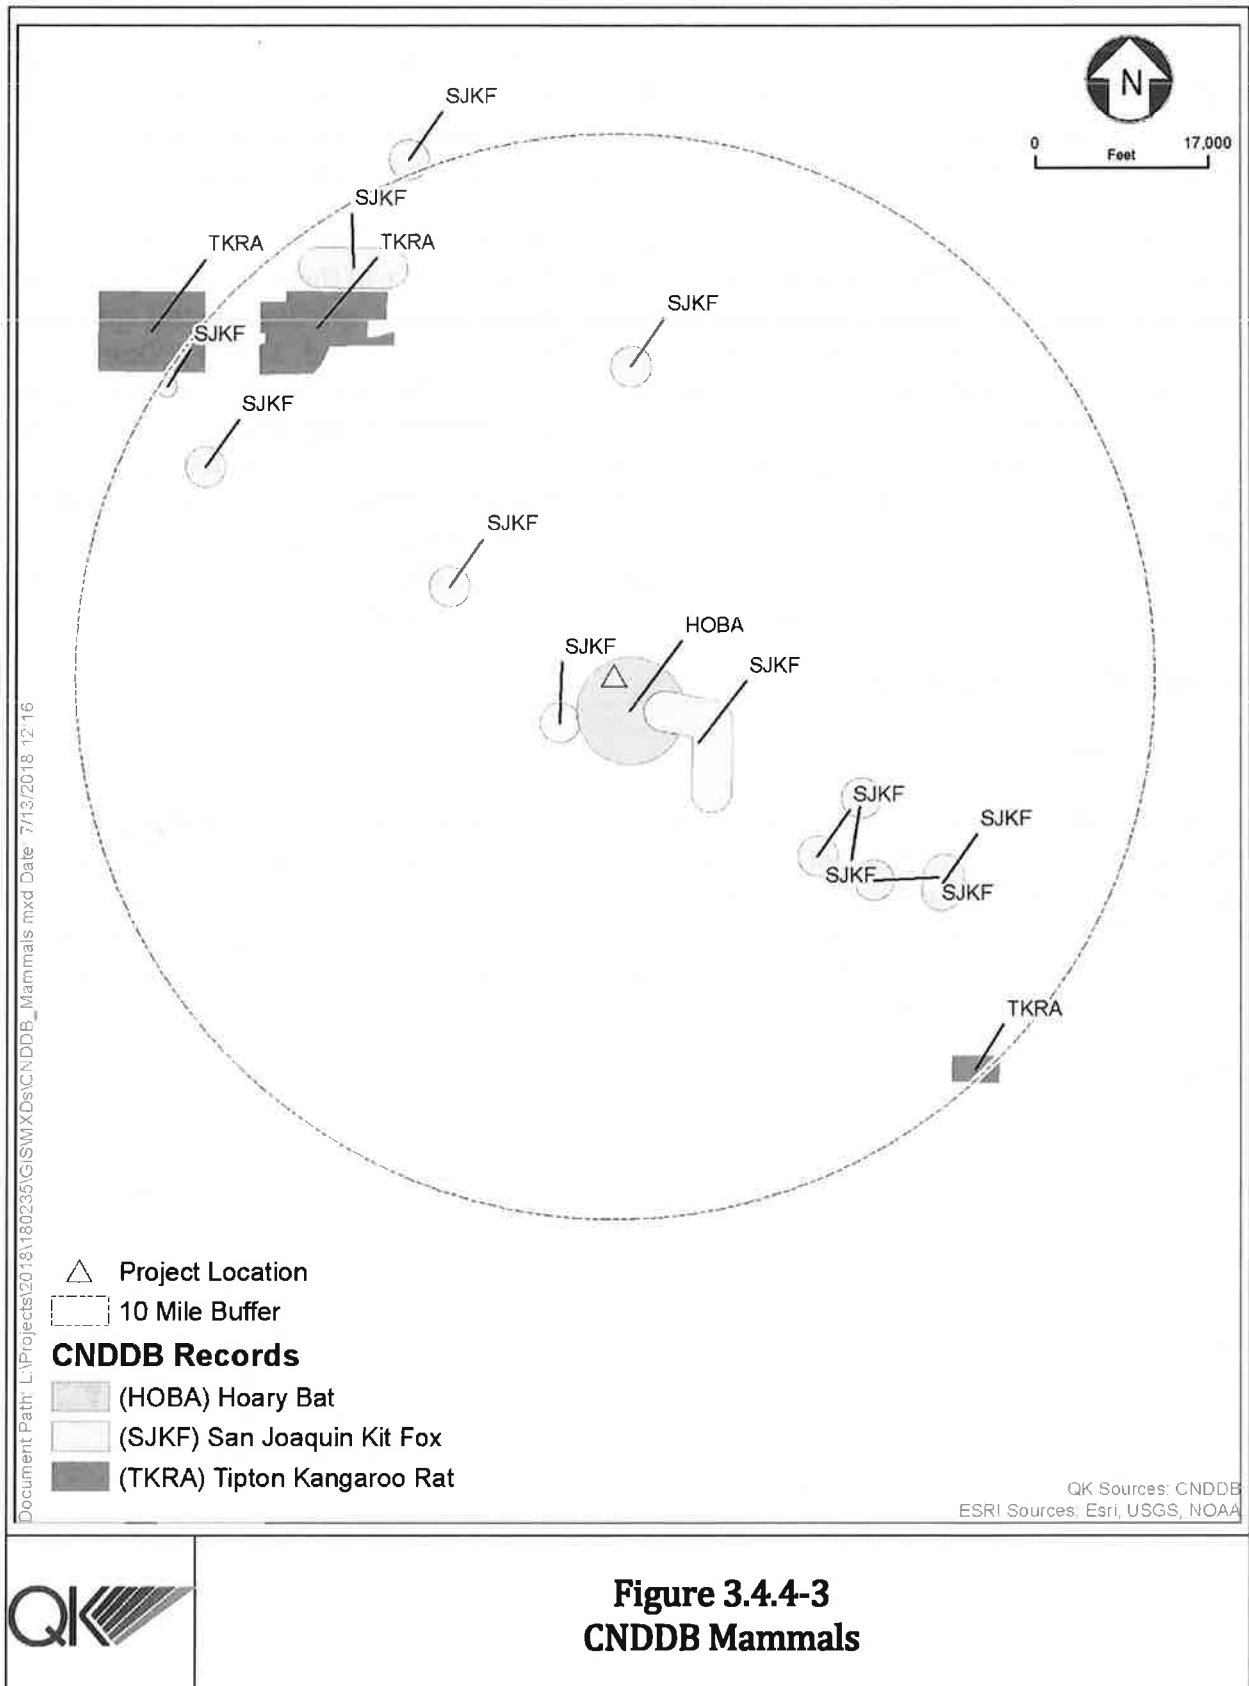 N
0 17,000
Feet
SJKF
SJKF
TKRA
TKRA
SJKF
SJKF
SJKF
SJKF
HOBA
SJKF
SJKF
SJKF
SJKF
SJKF
SJKF
TKRA
Document Path: L:\Projects\2018\180235\GIS\MXDs\CNDDB_Mammals.mxd Date: 7/13/2018 12:16
Project Location
10 Mile Buffer
CNDDB Records
(HOBA) Hoary Bat
(SJKF) San Joaquin Kit Fox
(TKRA) Tipton Kangaroo Rat
QK Sources: CNDDB
ESRI Sources: Esri, USGS, NOAA
QK
Figure 3.4.4-3
CNDDB Mammals